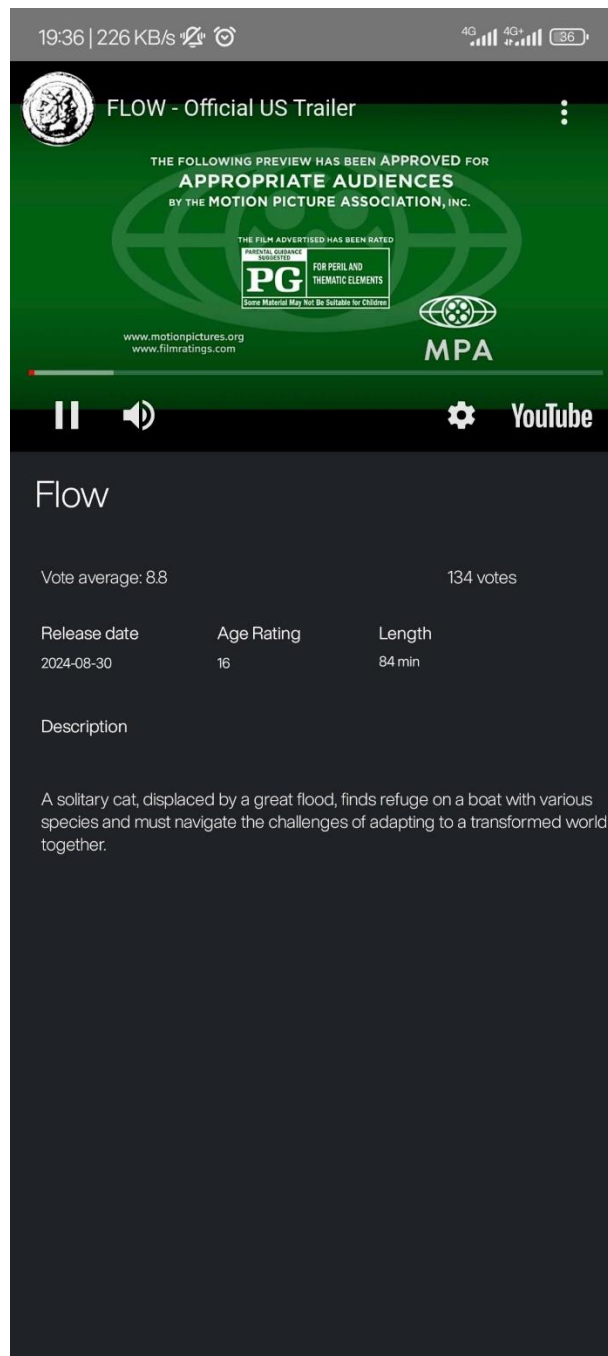 19:36 | 226 KB/s
4G 4G+ 36
FLOW - Official US Trailer
THE FOLLOWING PREVIEW HAS BEEN APPROVED FOR
APPROPRIATE AUDIENCES
BY THE MOTION PICTURE ASSOCIATION, INC.
THE FILM ADVERTISED HAS BEEN RATED
PARENTAL GUIDANCE SUGGESTED
PG FOR PERIL AND
THEMATIC ELEMENTS
Some Material May Not Be Suitable for Children
www.motionpictures.org
www.filmratings.com
MPA
YouTube
Flow
Vote average: 8.8 134 votes
Release date Age Rating Length
2024-08-30 16 84 min
Description
A solitary cat, displaced by a great flood, finds refuge on a boat with various
species and must navigate the challenges of adapting to a transformed world
together.